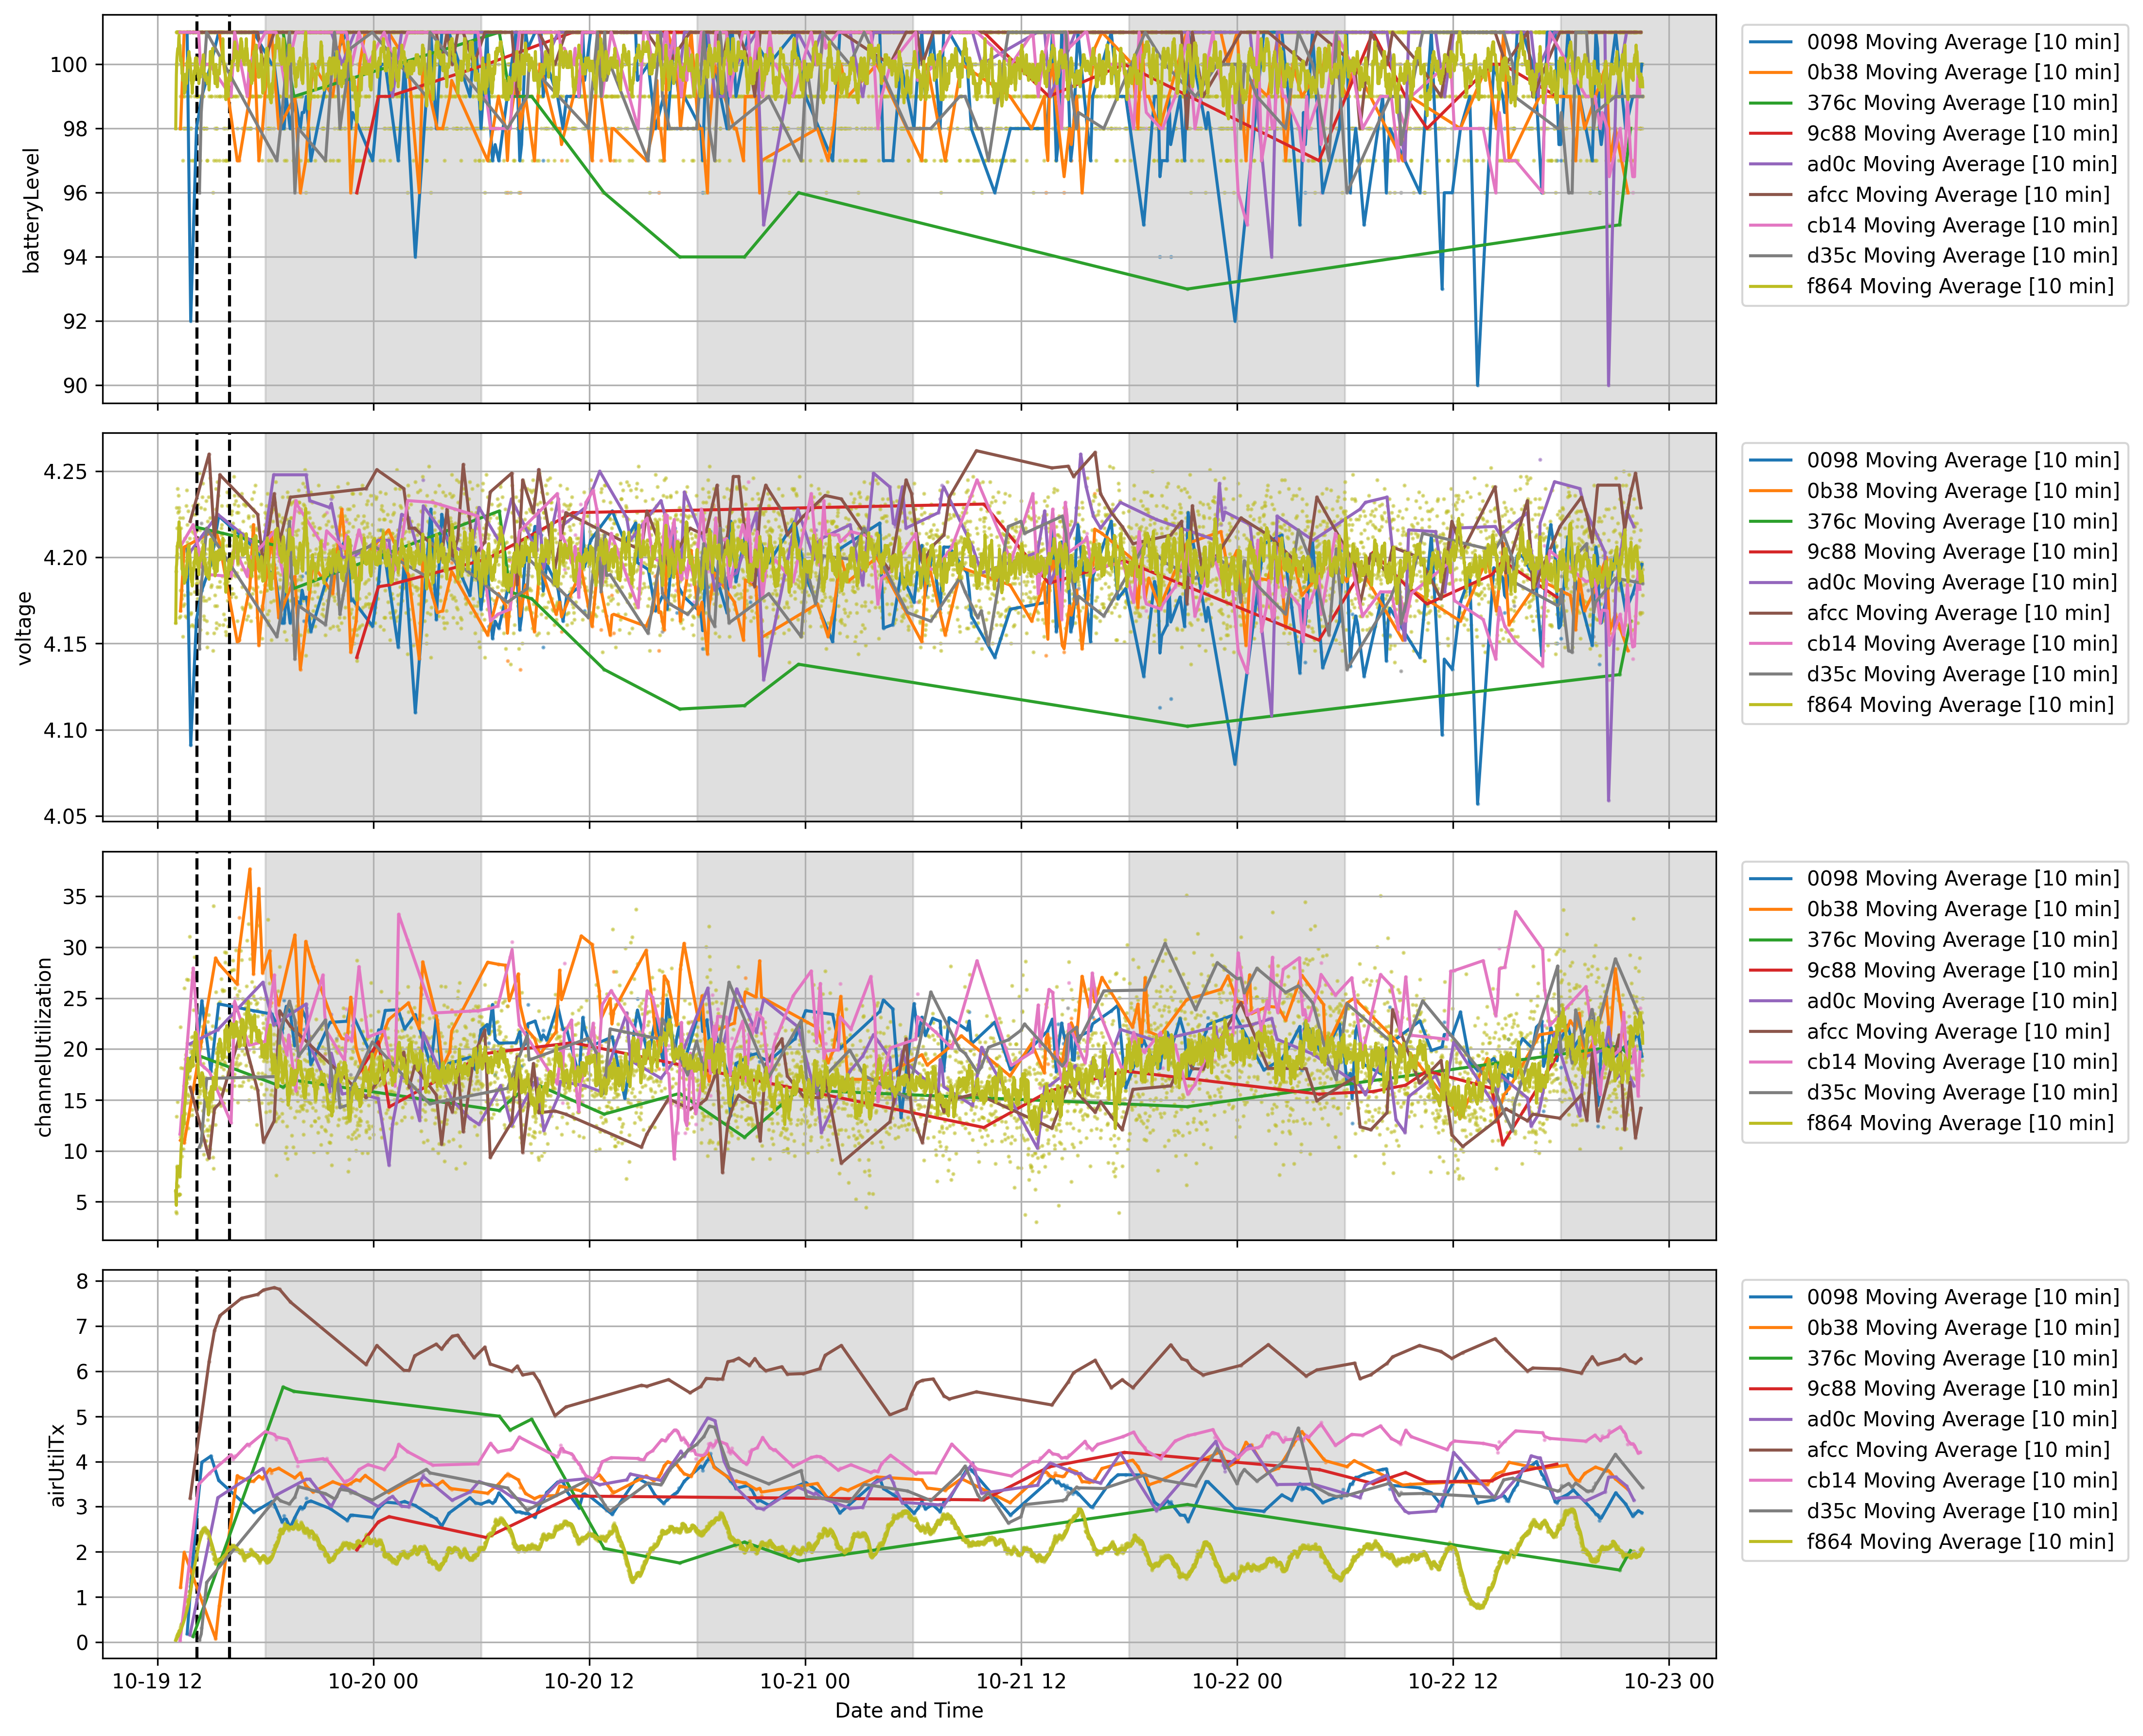 100
98
96
94
92
90
batteryLevel
0098 Moving Average [10 min]
0b38 Moving Average [10 min]
376c Moving Average [10 min]
9c88 Moving Average [10 min]
ad0c Moving Average [10 min]
afcc Moving Average [10 min]
cb14 Moving Average [10 min]
d35c Moving Average [10 min]
f864 Moving Average [10 min]
4.25
4.20
4.15
4.10
4.05
voltage
0098 Moving Average [10 min]
0b38 Moving Average [10 min]
376c Moving Average [10 min]
9c88 Moving Average [10 min]
ad0c Moving Average [10 min]
afcc Moving Average [10 min]
cb14 Moving Average [10 min]
d35c Moving Average [10 min]
f864 Moving Average [10 min]
35
30
25
20
15
10
5
channelUtilization
0098 Moving Average [10 min]
0b38 Moving Average [10 min]
376c Moving Average [10 min]
9c88 Moving Average [10 min]
ad0c Moving Average [10 min]
afcc Moving Average [10 min]
cb14 Moving Average [10 min]
d35c Moving Average [10 min]
f864 Moving Average [10 min]
8
7
6
5
4
3
2
1
0
airUtilTx
0098 Moving Average [10 min]
0b38 Moving Average [10 min]
376c Moving Average [10 min]
9c88 Moving Average [10 min]
ad0c Moving Average [10 min]
afcc Moving Average [10 min]
cb14 Moving Average [10 min]
d35c Moving Average [10 min]
f864 Moving Average [10 min]
10-19 12
10-20 00
10-20 12
10-21 00
10-21 12
10-22 00
10-22 12
10-23 00
Date and Time